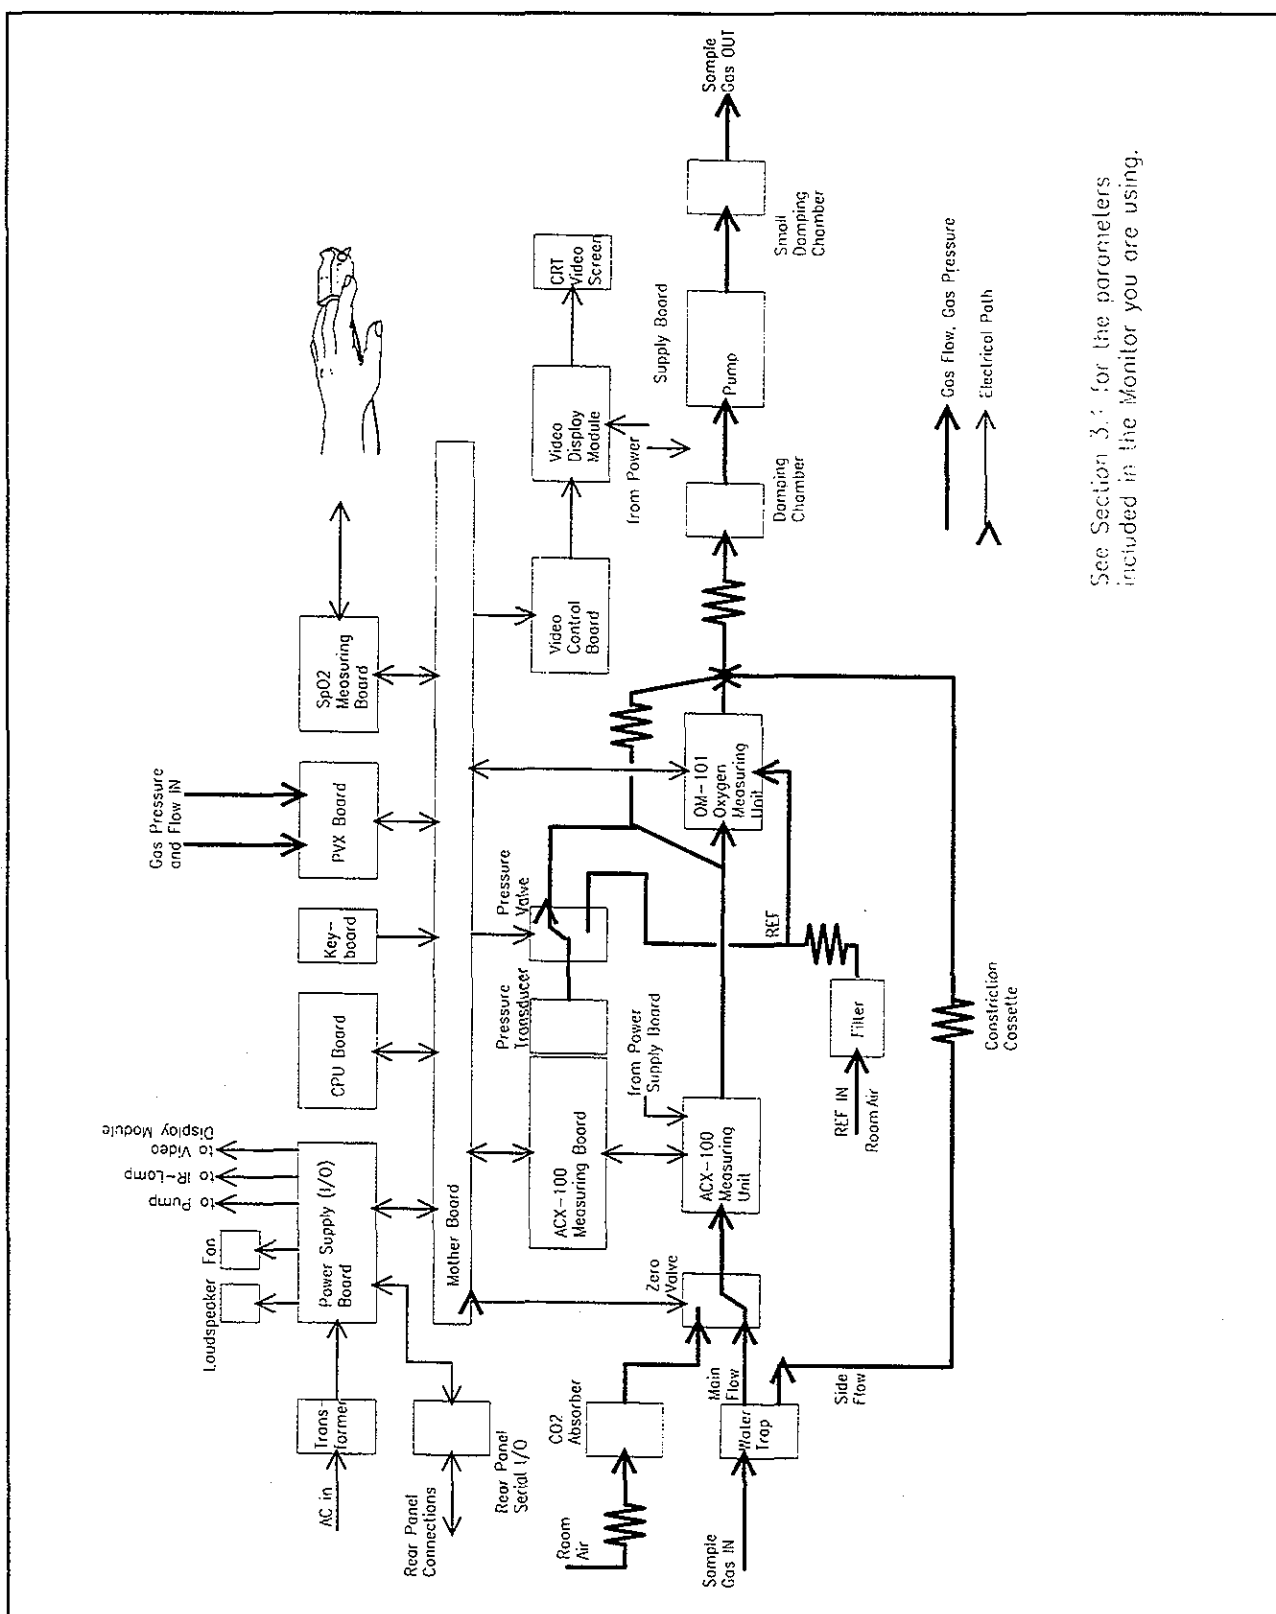 AC in
Trans-
former
Rear Panel
Connections
Rear Panel
Serial I/O
Loudspeaker
Fan
to Pump
to IR-Lamp
to Video
Display Module
Power Supply (I/O)
Board
CPU Board
Key-
board
Gas Pressure
and Flow IN
PVX Board
SpO2
Measuring
Board
Mother Board
ACX-100
Measuring Board
Pressure
Transducer
Pressure
Valve
Video
Control
Board
Video
Display
Module
CRT
Video
Screen
from Power
Supply Board
Room
Air
CO2
Absorber
Zero
Valve
Sample
Gas IN
Water
Trap
Main
Flow
Side
Flow
ACX-100
Measuring
Unit
from Power
Supply Board
OM-101
Oxygen
Measuring
Unit
REF
Filter
REF IN
Room Air
Constriction
Cassette
Damping
Chamber
Pump
Small
Damping
Chamber
Sample
Gas OUT
Gas Flow, Gas Pressure
Electrical Path
See Section 3.1 for the parameters
included in the Monitor you are using.